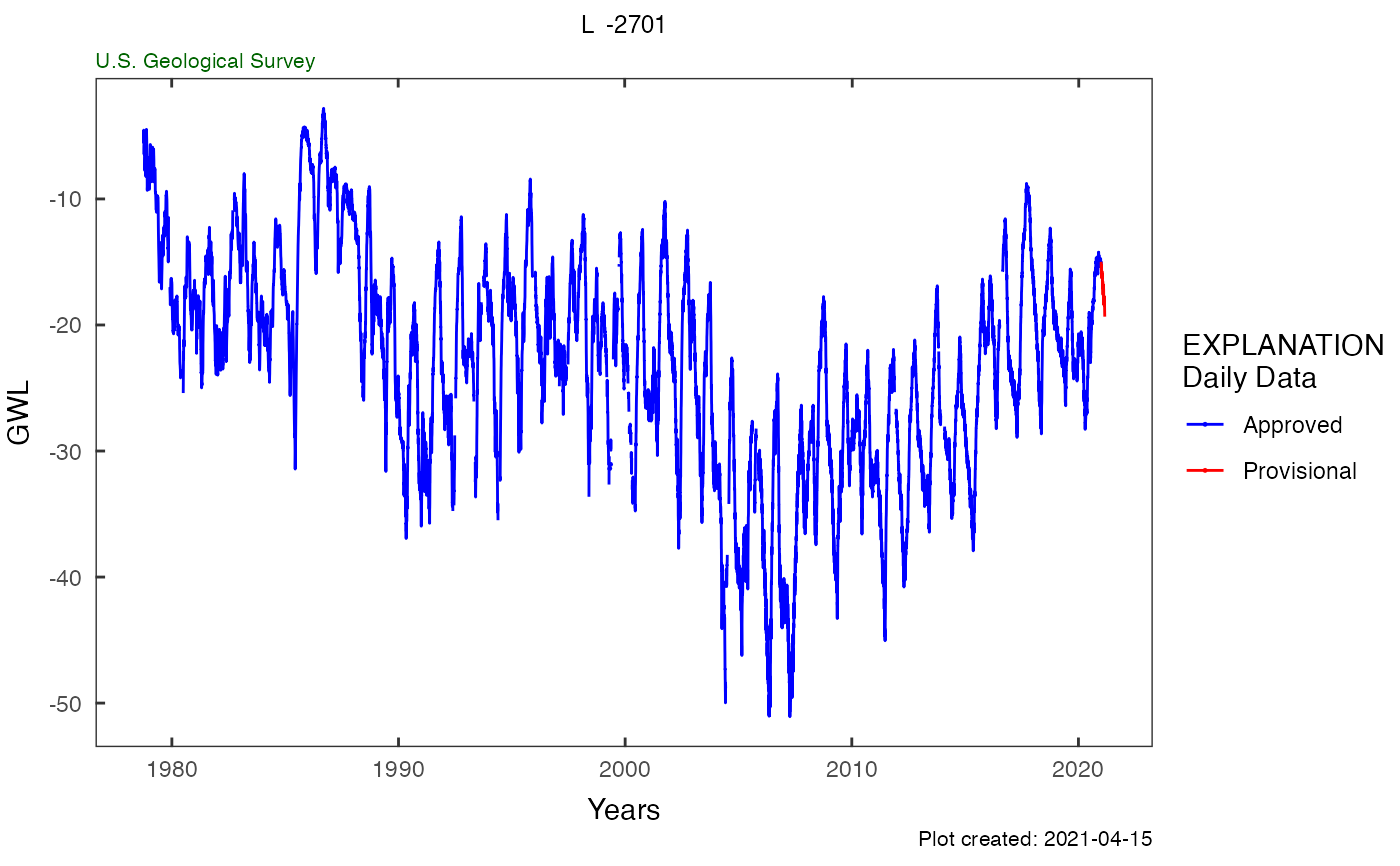 L -2701
U.S. Geological Survey
-10
-20
-30
-40
-50
GWL
1980 1990 2000 2010 2020
Years
EXPLANATION
Daily Data
Approved
Provisional
Plot created: 2021-04-15